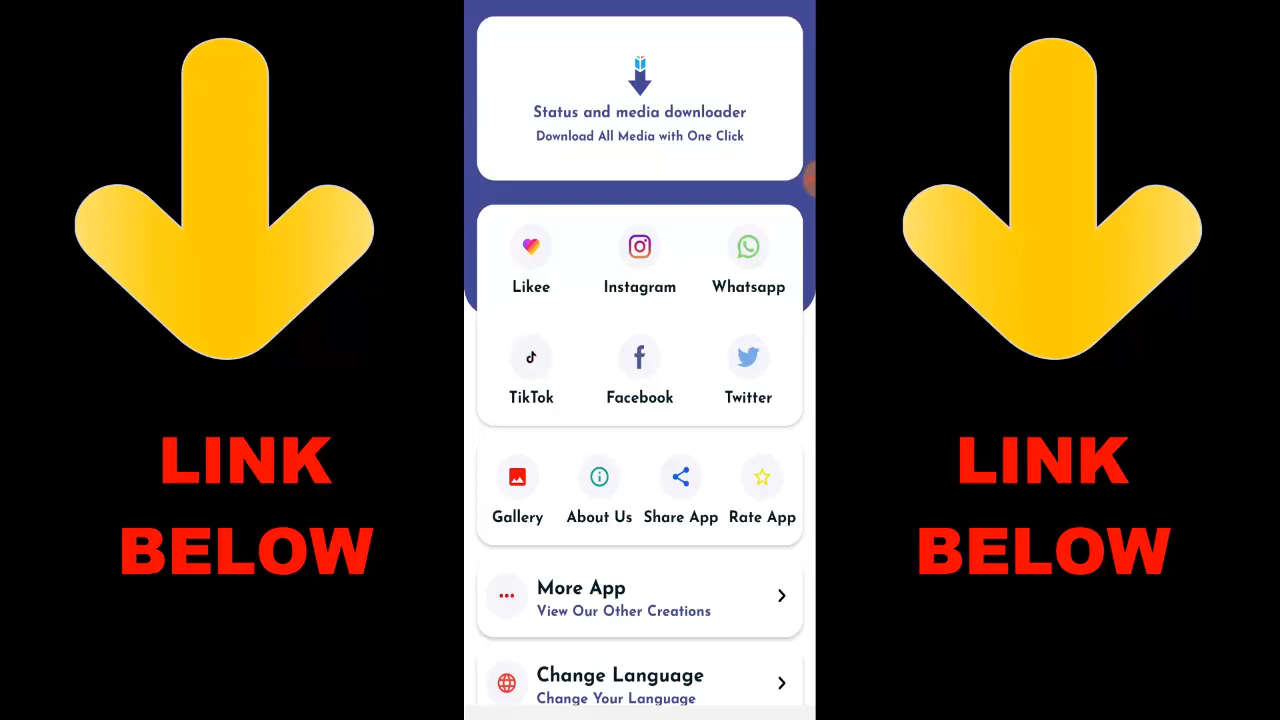 Status and media downloader
Download All Media with One Click
Likee Instagram Whatsapp
TikTok Facebook Twitter
LINK
BELOW
LINK
BELOW
Gallery About Us Share App Rate App
More App
View Our Other Creations
Change Language
Change Your Language